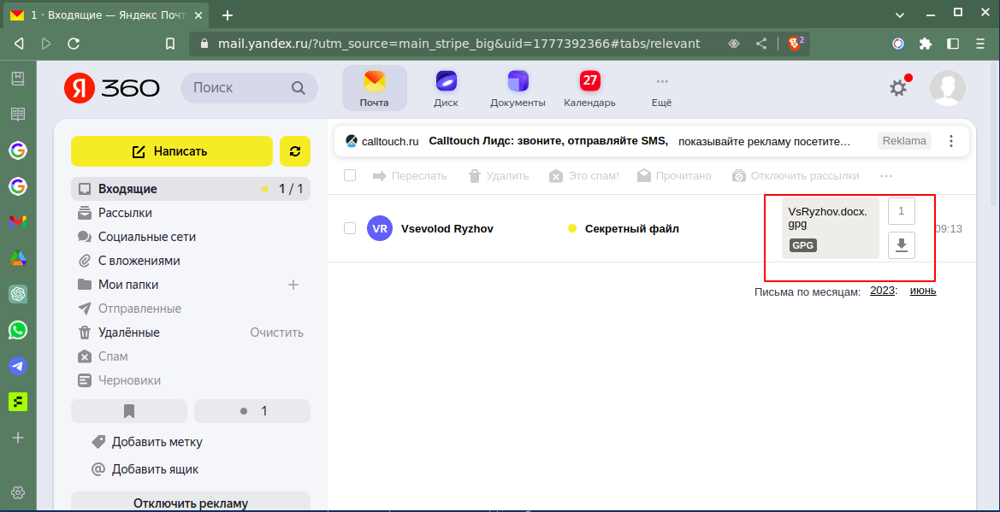 1 · Входящие — Яндекс Почт
mail.yandex.ru/?utm_source=main_stripe_big&uid=1777392366#tabs/relevant
2
Я 360
Поиск
Почта
Диск
Документы
27
Календарь
Ещё
Написать
calltouch.ru Calltouch Лидс: звоните, отправляйте SMS, показывайте рекламу посетите… Reklama
Переслать Удалить Это спам! Прочитано Отключить рассылки
Входящие 1 / 1
Рассылки
Социальные сети
С вложениями
Мои папки
Отправленные
Удалённые Очистить
Спам
Черновики
1
Добавить метку
Добавить ящик
Отключить рекламу
VR Vsevolod Ryzhov Секретный файл
VsRyzhov.docx.
gpg
GPG
1
09:13
Письма по месяцам: 2023: июнь